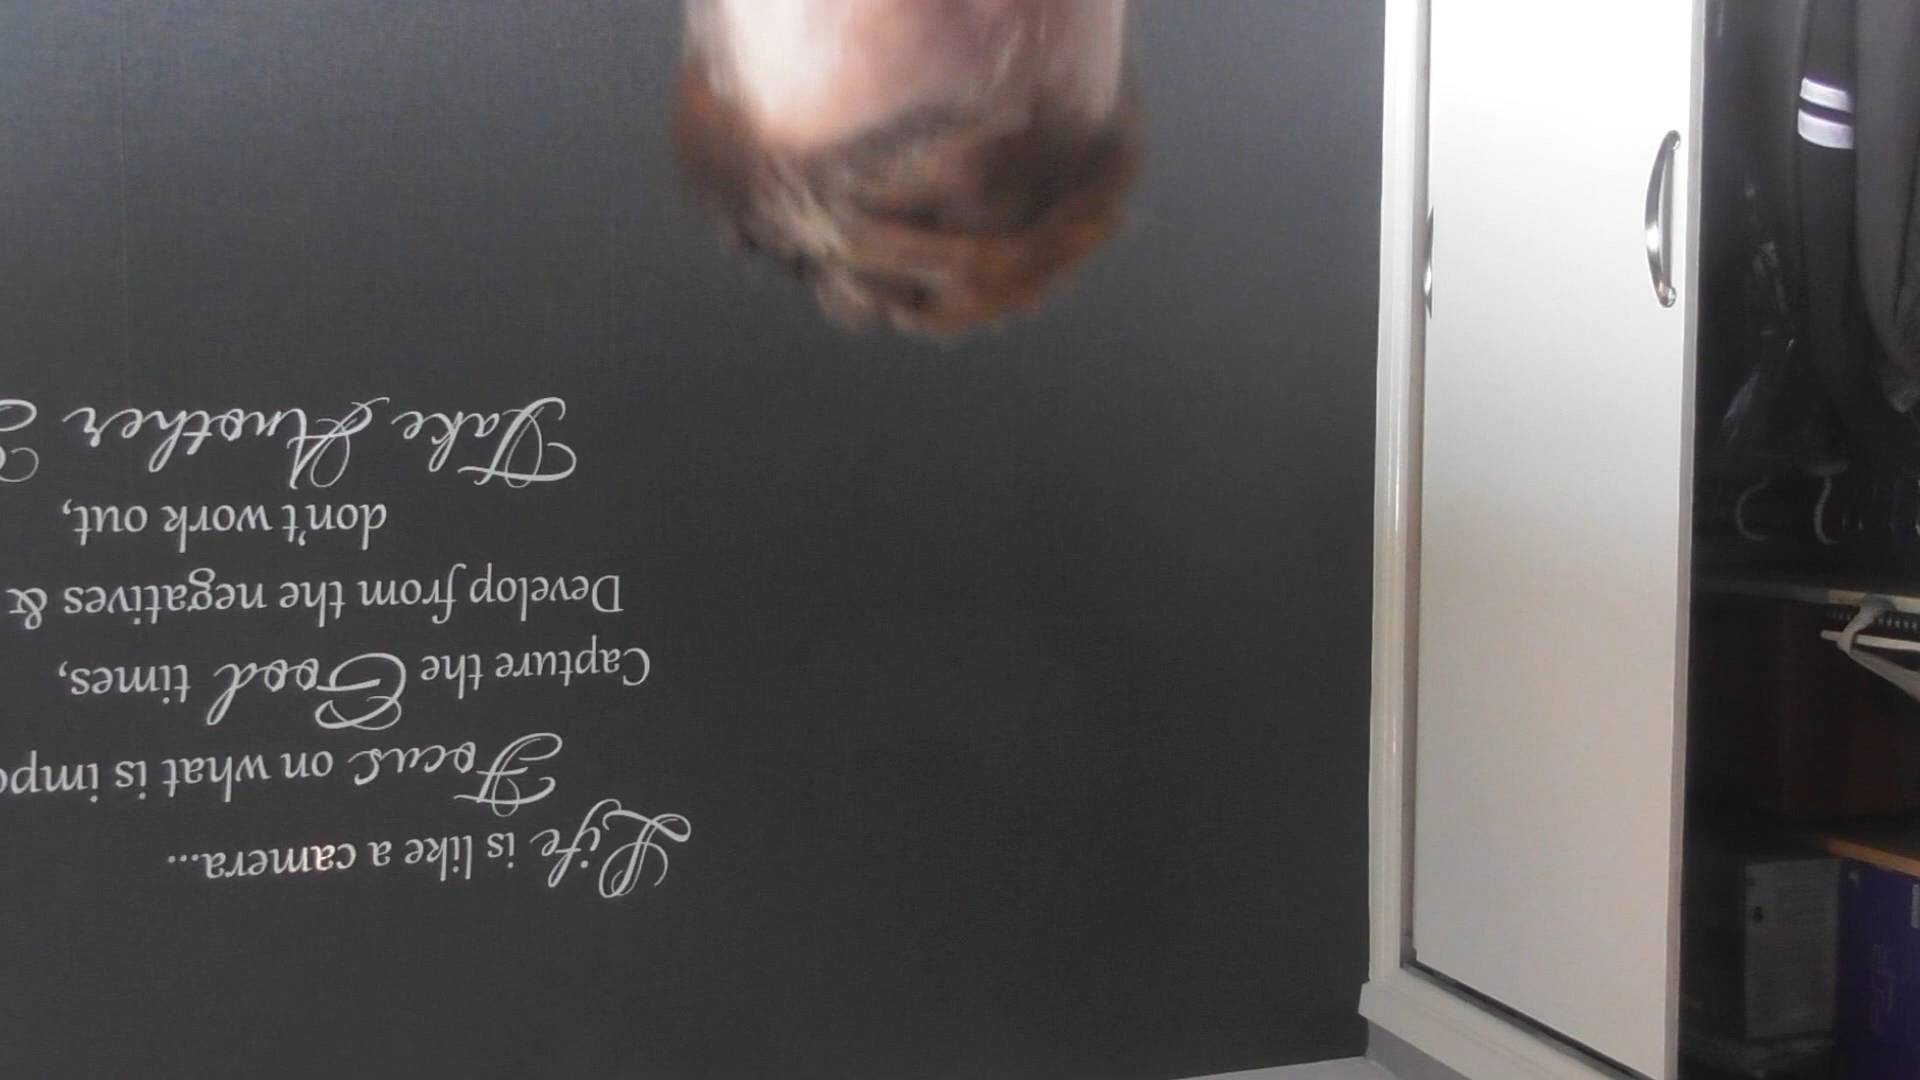 Life is like a camera...
Focus on what is
Capture the Good times,
Develop from the negatives &
don't work out,
Take Another